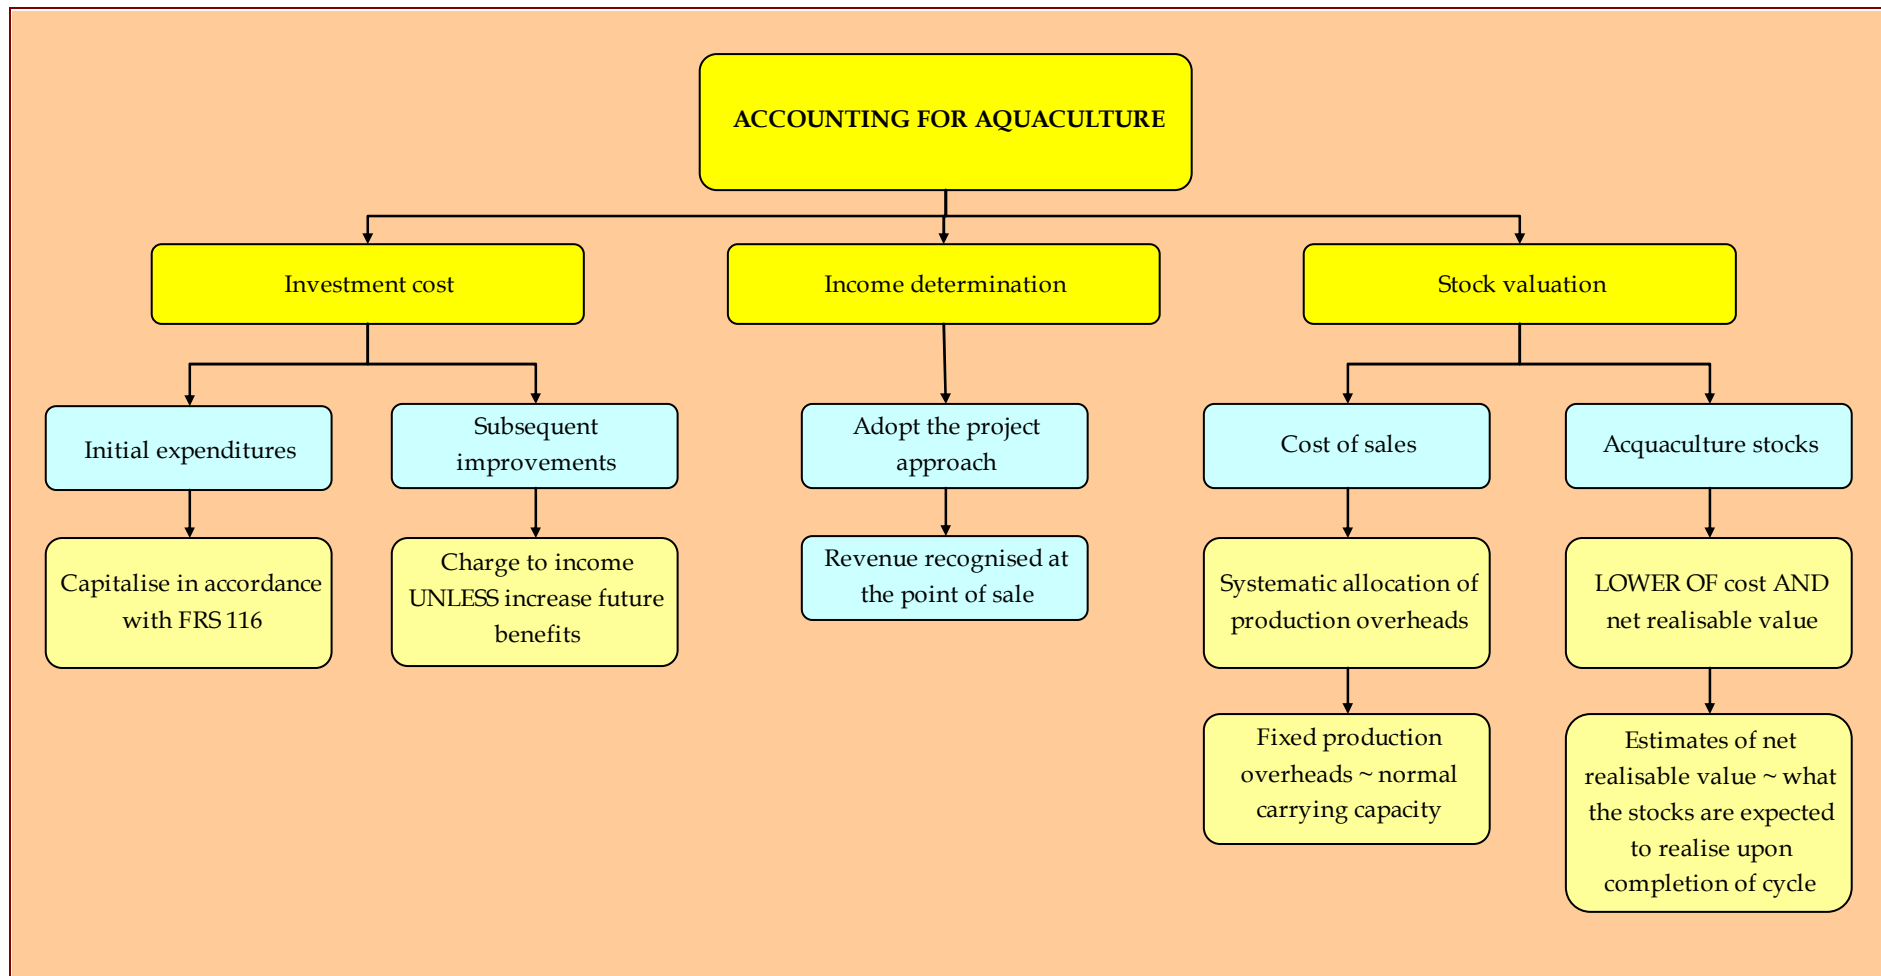 ACCOUNTING FOR AQUACULTURE
Investment cost
Income determination
Stock valuation
Initial expenditures
Subsequent
improvements
Adopt the project
approach
Cost of sales
Acquaculture stocks
Capitalise in accordance
with FRS 116
Charge to income
UNLESS increase future
benefits
Revenue recognised at
the point of sale
Systematic allocation of
production overheads
LOWER OF cost AND
net realisable value
Fixed production
overheads ~ normal
carrying capacity
Estimates of net
realisable value ~ what
the stocks are expected
to realise upon
completion of cycle